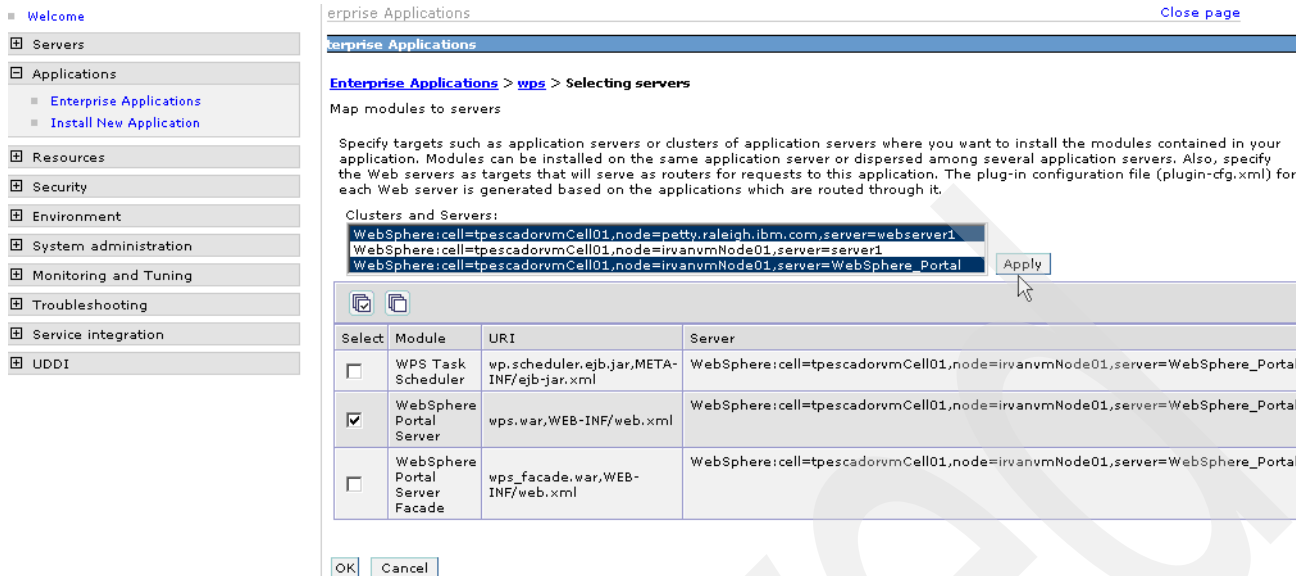 Welcome
Servers
Applications
Enterprise Applications
Install New Application
Resources
Security
Environment
System administration
Monitoring and Tuning
Troubleshooting
Service integration
UDDI
erprise Applications
Close page
terprise Applications
Enterprise Applications > wps > Selecting servers
Map modules to servers
Specify targets such as application servers or clusters of application servers where you want to install the modules contained in your
application. Modules can be installed on the same application server or dispersed among several application servers. Also, specify
the Web servers as targets that will serve as routers for requests to this application. The plug-in configuration file (plugin-cfg.xml) for
each Web server is generated based on the applications which are routed through it.
Clusters and Servers:
WebSphere:cell=tpescadorvmCell01,node=petty.raleigh.ibm.com,server=webserver1
WebSphere:cell=tpescadorvmCell01,node=irvanvmNode01,server=server1
WebSphere:cell=tpescadorvmCell01,node=irvanvmNode01,server=WebSphere_Portal
Apply
Select Module URI Server
WPS Task
Scheduler
wp.scheduler.ejb.jar,META-
INF/ejb-jar.xml
WebSphere:cell=tpescadorvmCell01,node=irvanvmNode01,server=WebSphere_Portal
WebSphere
Portal
Server
wps.war,WEB-INF/web.xml
WebSphere:cell=tpescadorvmCell01,node=irvanvmNode01,server=WebSphere_Portal
WebSphere
Portal
Server
Facade
wps_facade.war,WEB-
INF/web.xml
WebSphere:cell=tpescadorvmCell01,node=irvanvmNode01,server=WebSphere_Portal
OK Cancel